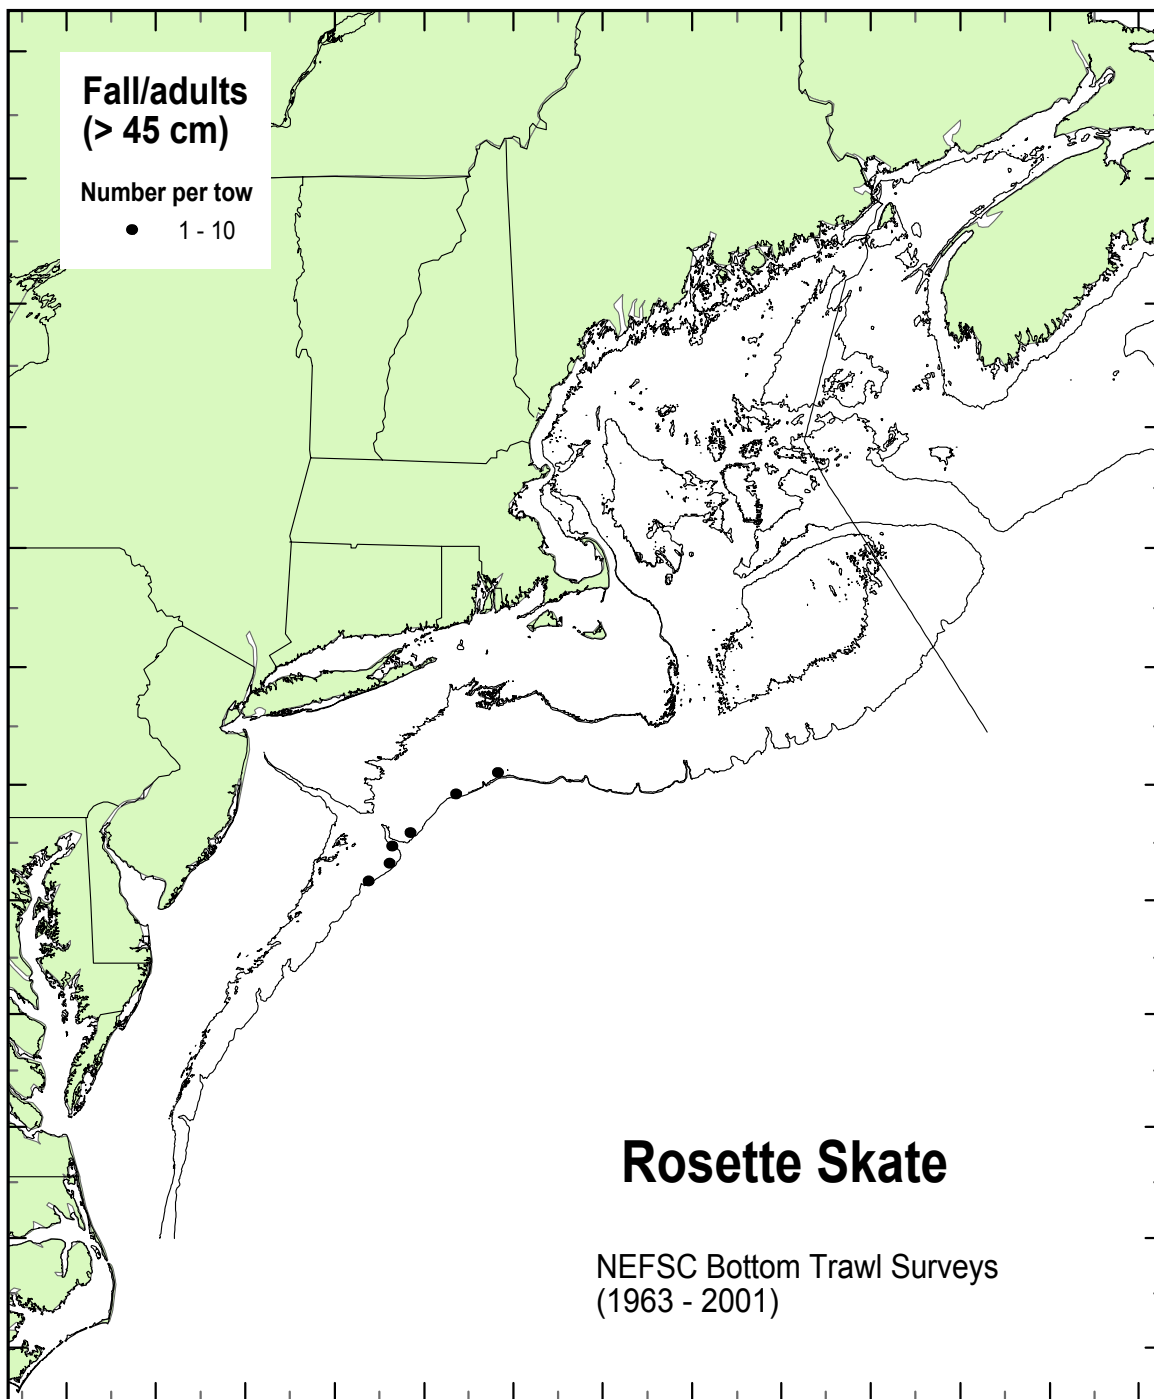 Fall/adults
(> 45 cm)
Number per tow
1 - 10
Rosette Skate
NEFSC Bottom Trawl Surveys
(1963 - 2001)